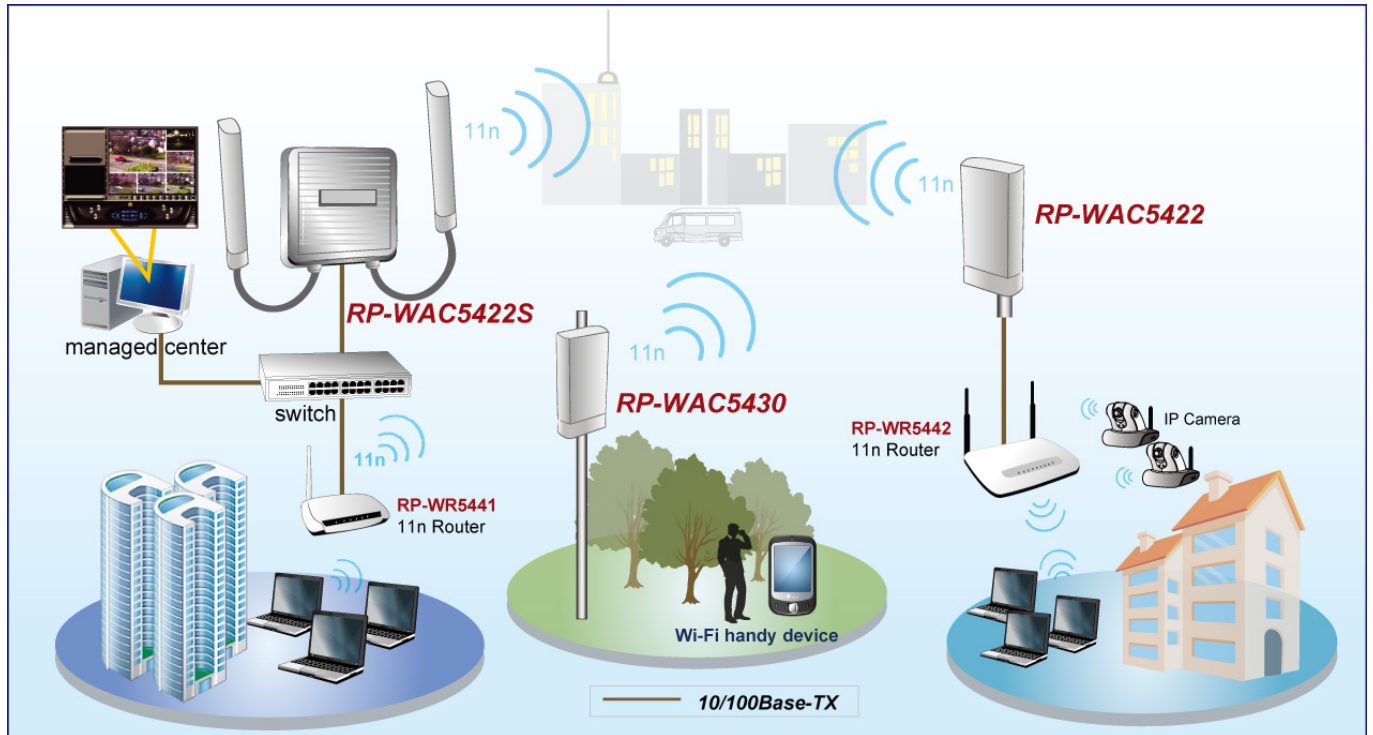 11n
11n
RP-WAC5422
RP-WAC5422S
managed center
11n
switch
RP-WAC5430
RP-WR5442
11n Router
IP Camera
11n
RP-WR5441
11n Router
Wi-Fi handy device
10/100Base-TX